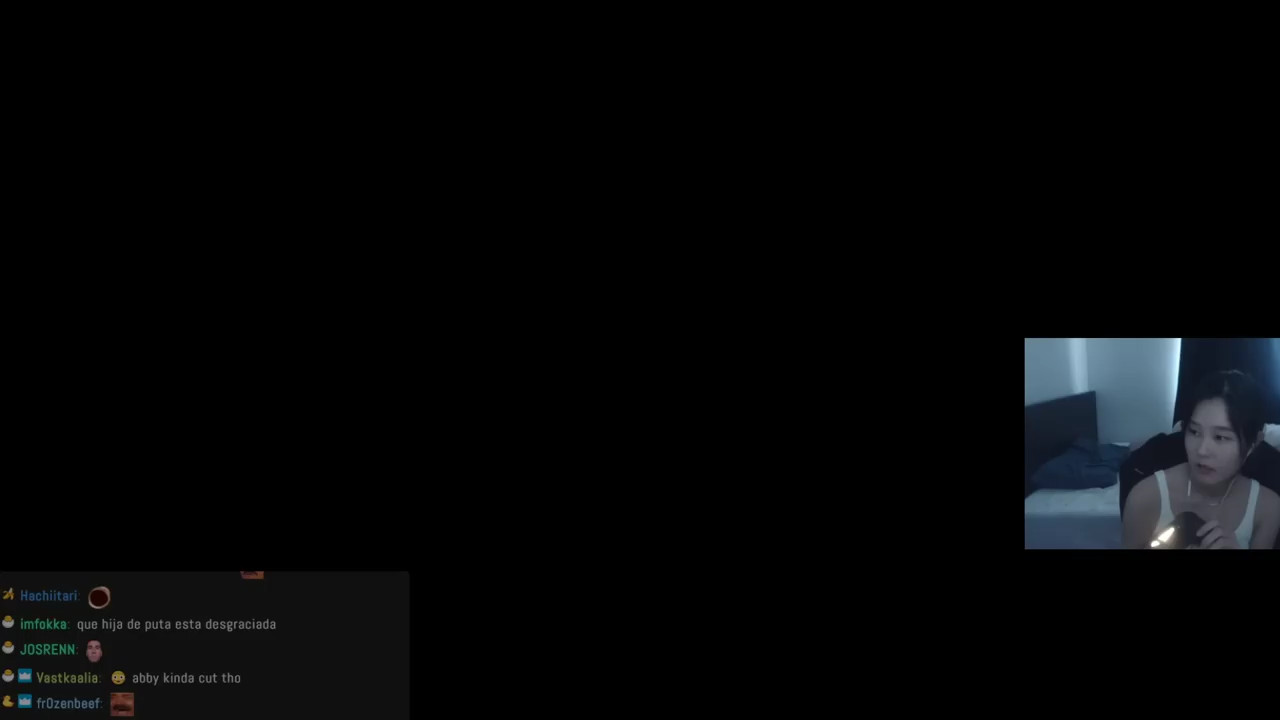 Hachiitari:
imfokka: que hija de puta esta desgraciada
JOSRENN:
Vastkaalia: 😳 abby kinda cut tho
fr0zenbeef: